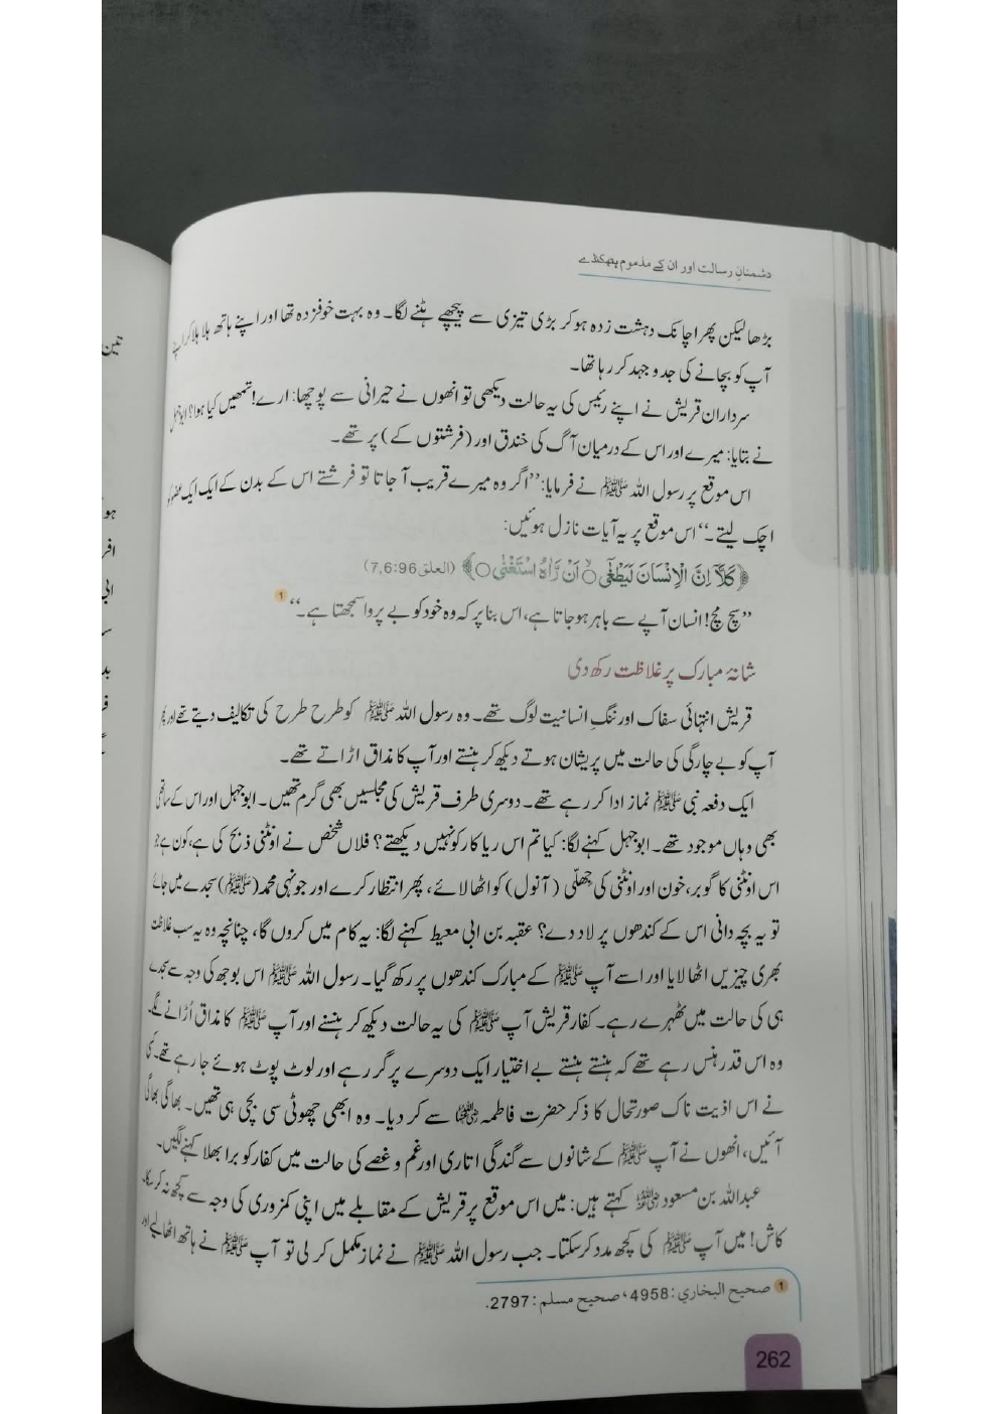 دشمنانِ رسالت اور ان کے مذموم ہتھکنڈے
بڑھا لیکن پھر اچانک دہشت زدہ ہو کر بڑی تیزی سے پیچھے ہٹنے لگا۔ وہ بہت خوفزدہ تھا اور اپنے ہاتھ ہلا ہلا کر اپنے
آپ کو بچانے کی جدوجہد کر رہا تھا۔
سردارانِ قریش نے اپنے رئیس کی یہ حالت دیکھی تو انھوں نے حیرانی سے پوچھا: ارے! تمھیں کیا ہوا؟ ابوجہل
نے بتایا: میرے اور اس کے درمیان آگ کی خندق اور (فرشتوں کے) پر تھے۔
اس موقع پر رسول اللہ ﷺ نے فرمایا: ’’اگر وہ میرے قریب آ جاتا تو فرشتے اس کے بدن کے ایک ایک عضو کو
اچک لیتے۔‘‘ اس موقع پر یہ آیات نازل ہوئیں:
﴿كَلَّآ اِنَّ الْاِنْسَانَ لَيَطْغٰٓى ۝ اَنْ رَّاٰهُ اسْتَغْنٰى ۝﴾ (العلق 7,6:96)
’’سچ مچ! انسان آپے سے باہر ہو جاتا ہے، اس بنا پر کہ وہ خود کو بے پروا سمجھتا ہے۔‘‘ 1
شانۂ مبارک پر غلاظت رکھ دی
قریش انتہائی سفاک اور ننگِ انسانیت لوگ تھے۔ وہ رسول اللہ ﷺ کو طرح طرح کی تکالیف دیتے تھے اور پھر
آپ کو بے چارگی کی حالت میں پریشان ہوتے دیکھ کر ہنستے اور آپ کا مذاق اڑاتے تھے۔
ایک دفعہ نبی ﷺ نماز ادا کر رہے تھے۔ دوسری طرف قریش کی مجلسیں بھی گرم تھیں۔ ابوجہل اور اس کے ساتھی
بھی وہاں موجود تھے۔ ابوجہل کہنے لگا: کیا تم اس ریاکار کو نہیں دیکھتے؟ فلاں شخص نے اونٹنی ذبح کی ہے، کون ہے جو
اس اونٹنی کا گوبر، خون اور اونٹنی کی جھلّی (آنول) کو اٹھا لائے، پھر انتظار کرے اور جونہی محمد (ﷺ) سجدے میں جائے
تو یہ بچہ دانی اس کے کندھوں پر لاد دے؟ عقبہ بن ابی معیط کہنے لگا: یہ کام میں کروں گا، چنانچہ وہ یہ سب غلاظت
بھری چیزیں اٹھا لایا اور اسے آپ ﷺ کے مبارک کندھوں پر رکھ گیا۔ رسول اللہ ﷺ اس بوجھ کی وجہ سے سجدے
ہی کی حالت میں ٹھہرے رہے۔ کفار قریش آپ ﷺ کی یہ حالت دیکھ کر ہنسنے اور آپ ﷺ کا مذاق اُڑانے لگے۔
وہ اس قدر ہنس رہے تھے کہ ہنستے ہنستے بے اختیار ایک دوسرے پر گر رہے اور لوٹ پوٹ ہوئے جا رہے تھے۔ کسی
نے اس اذیت ناک صورتحال کا ذکر حضرت فاطمہ رضی اللہ عنہا سے کر دیا۔ وہ ابھی چھوٹی سی بچی ہی تھیں۔ بھاگی بھاگی
آئیں، انھوں نے آپ ﷺ کے شانوں سے گندگی اتاری اور غم و غصے کی حالت میں کفار کو برا بھلا کہنے لگیں۔
عبداللہ بن مسعود رضی اللہ عنہ کہتے ہیں: میں اس موقع پر قریش کے مقابلے میں اپنی کمزوری کی وجہ سے کچھ نہ کر سکا۔
کاش! میں آپ ﷺ کی کچھ مدد کر سکتا۔ جب رسول اللہ ﷺ نے نماز مکمل کر لی تو آپ ﷺ نے ہاتھ اٹھا لیے اور
1 صحیح البخاري: 4958، صحیح مسلم: 2797.
262